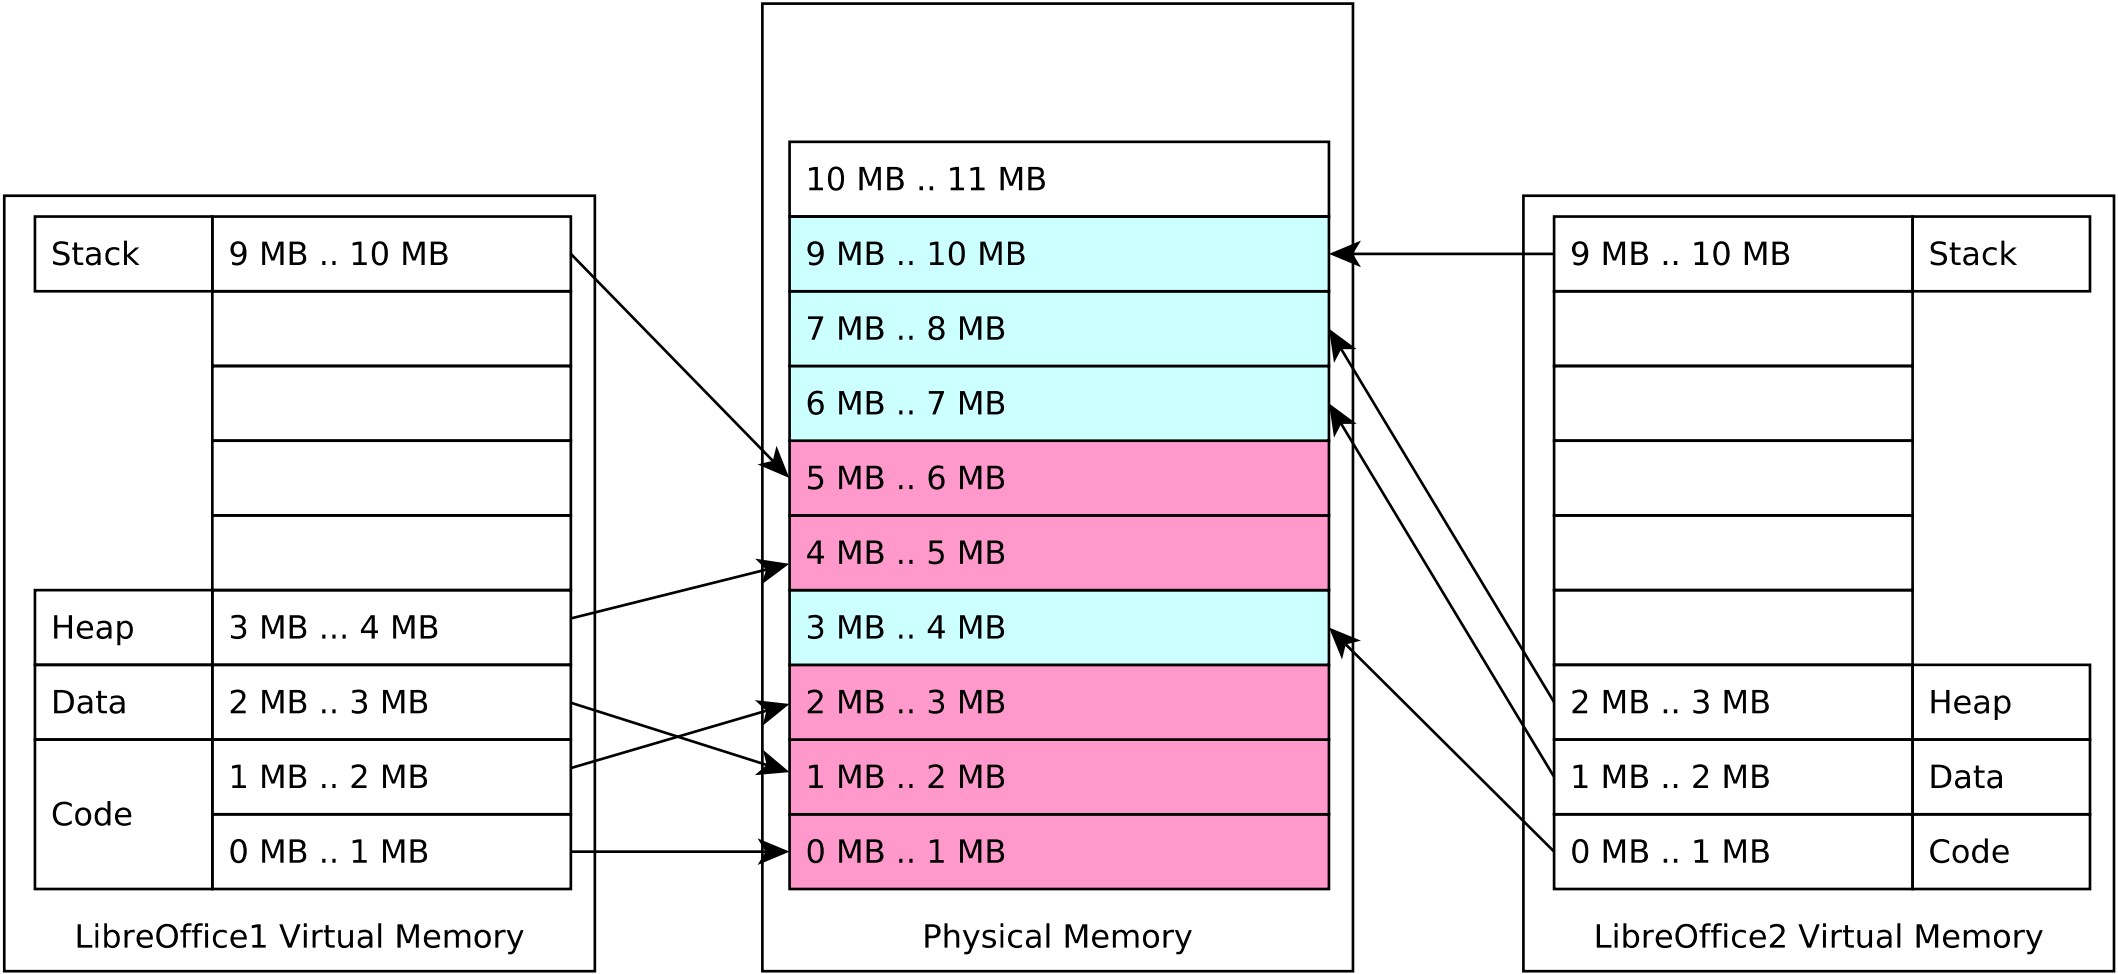 Stack
9 MB .. 10 MB
Heap
3 MB ... 4 MB
Data
2 MB .. 3 MB
Code
1 MB .. 2 MB
0 MB .. 1 MB
LibreOffice1 Virtual Memory
10 MB .. 11 MB
9 MB .. 10 MB
7 MB .. 8 MB
6 MB .. 7 MB
5 MB .. 6 MB
4 MB .. 5 MB
3 MB .. 4 MB
2 MB .. 3 MB
1 MB .. 2 MB
0 MB .. 1 MB
Physical Memory
9 MB .. 10 MB
Stack
2 MB .. 3 MB
Heap
1 MB .. 2 MB
Data
0 MB .. 1 MB
Code
LibreOffice2 Virtual Memory